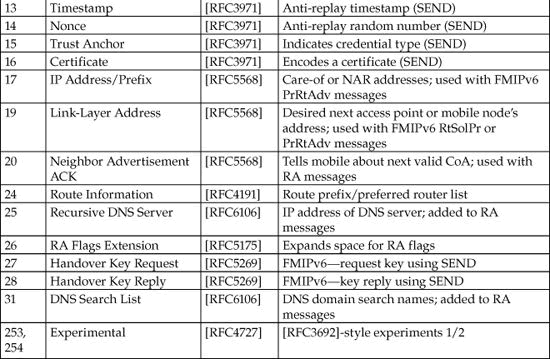 13 Timestamp [RFC3971] Anti-replay timestamp (SEND)
14 Nonce [RFC3971] Anti-replay random number (SEND)
15 Trust Anchor [RFC3971] Indicates credential type (SEND)
16 Certificate [RFC3971] Encodes a certificate (SEND)
17 IP Address/Prefix [RFC5568] Care-of or NAR addresses; used with FMIPv6
PrRtAdv messages
19 Link-Layer Address [RFC5568] Desired next access point or mobile node's
address; used with FMIPv6 RtSolPr or
PrRtAdv messages
20 Neighbor Advertisement [RFC5568] Tells mobile about next valid CoA; used with
ACK RA messages
24 Route Information [RFC4191] Route prefix/preferred router list
25 Recursive DNS Server [RFC6106] IP address of DNS server; added to RA
messages
26 RA Flags Extension [RFC5175] Expands space for RA flags
27 Handover Key Request [RFC5269] FMIPv6—request key using SEND
28 Handover Key Reply [RFC5269] FMIPv6—key reply using SEND
31 DNS Search List [RFC6106] DNS domain search names; added to RA
messages
253, Experimental [RFC4727] [RFC3692]-style experiments 1/2
254